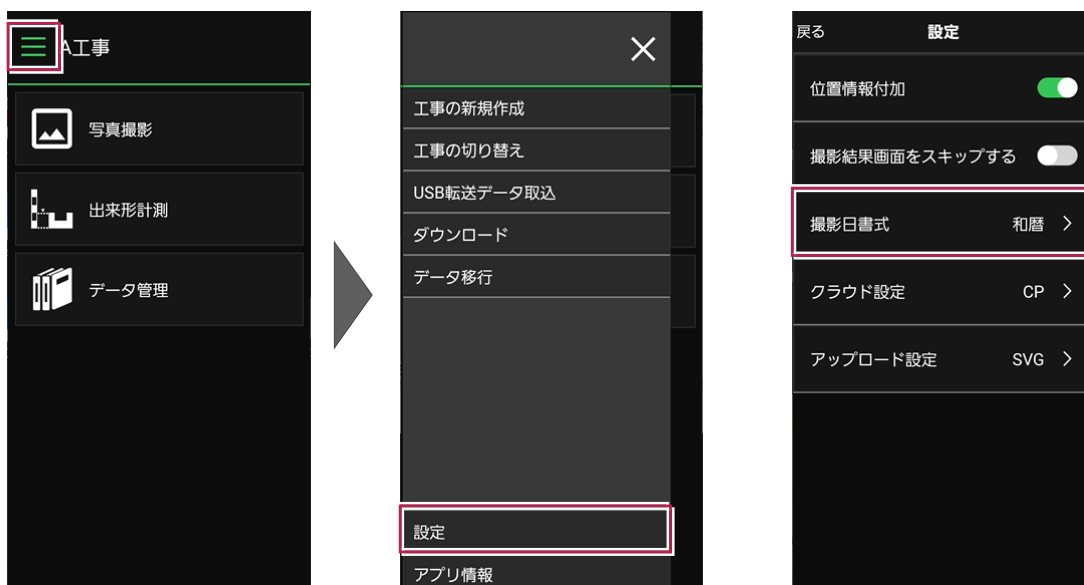 A工事
写真撮影
出来形計測
データ管理
工事の新規作成
工事の切り替え
USB転送データ取込
ダウンロード
データ移行
設定
アプリ情報
戻る 設定
位置情報付加
撮影結果画面をスキップする
撮影日書式 和暦
クラウド設定 CP
アップロード設定 SVG